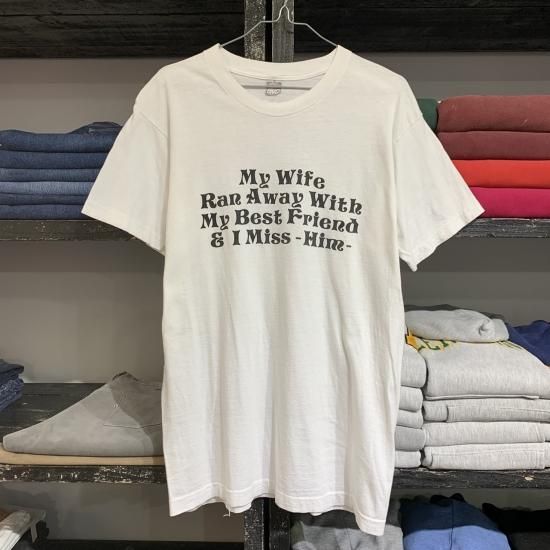 My Wife
Ran Away With
My Best Friend
& I Miss -Him-